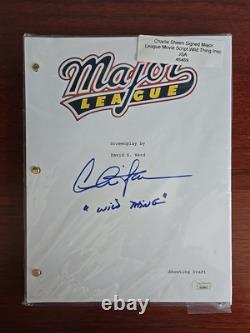 Charlie Sheen Signed Major
League Movie Script Wild Thing Insc
JSA
Major
LEAGUE
Screenplay by
David S. Ward
"Wild Thing"
Shooting Draft
JSA